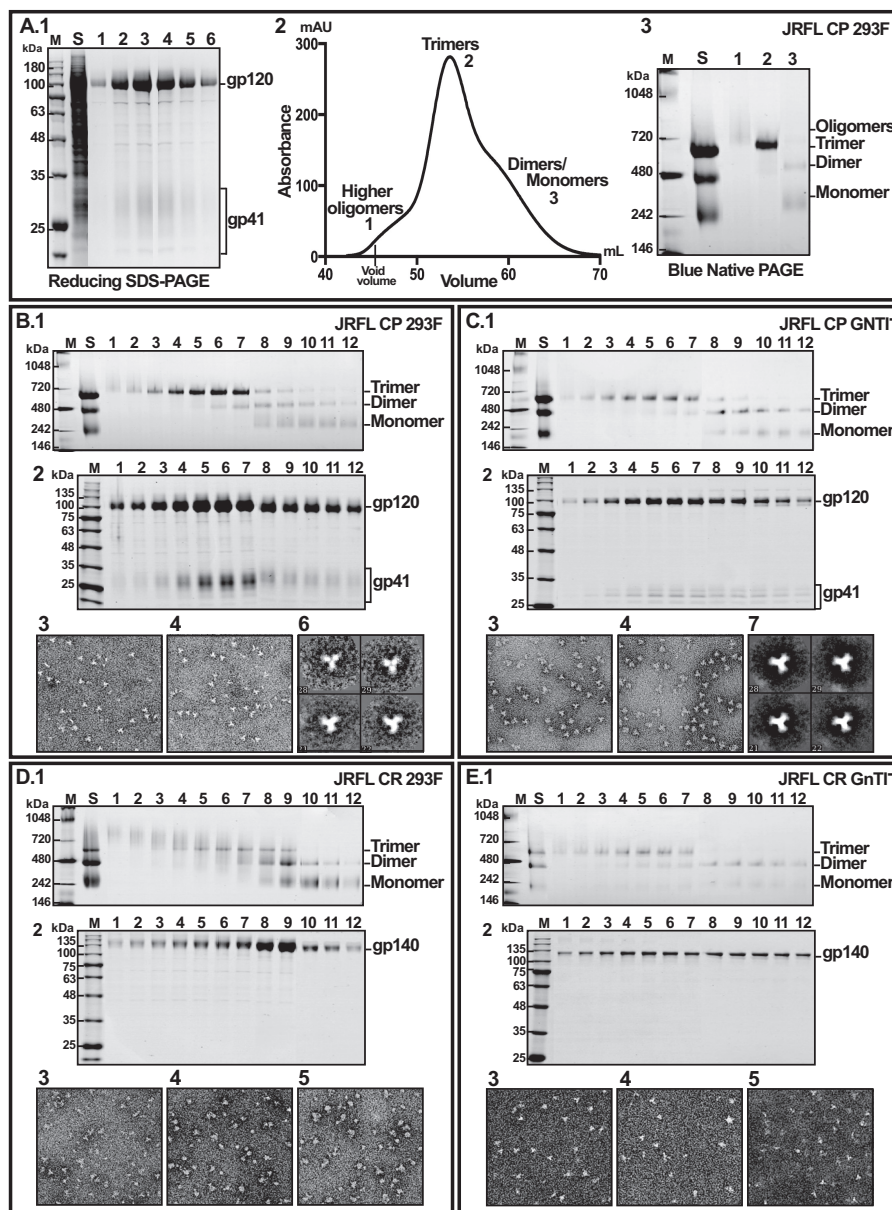 A.1
M S 1 2 3 4 5 6
kDa
180
100
63
48
35
25
gp120
gp41
Reducing SDS-PAGE
2
mAU
300
200
100
0
Absorbance
Trimers
2
Higher
oligomers
1
Dimers/
Monomers
3
Void
volume
mL
40 50 60 70
Volume
3
JRFL CP 293F
M S 1 2 3
kDa
1048
720
480
242
146
Oligomers
Trimer
Dimer
Monomer
Blue Native PAGE
B.1
JRFL CP 293F
kDa M S 1 2 3 4 5 6 7 8 9 10 11 12
1048
720
480
242
146
Trimer
Dimer
Monomer
2
kDa M 1 2 3 4 5 6 7 8 9 10 11 12
135
100
75
63
48
35
25
gp120
gp41
3 4 6
28 29
C.1
JRFL CP GNTI
kDa M S 1 2 3 4 5 6 7 8 9 10 11 12
1048
720
480
242
146
Trimer
Dimer
Monomer
2
kDa M 1 2 3 4 5 6 7 8 9 10 11 12
135
100
75
63
48
35
25
gp120
gp41
3 4 7
28 29
21 22
D.1
JRFL CR 293F
kDa M S 1 2 3 4 5 6 7 8 9 10 11 12
1048
720
480
242
146
Trimer
Dimer
Monomer
2
kDa M 1 2 3 4 5 6 7 8 9 10 11 12
135
100
75
63
48
35
25
gp140
3 4 5
E.1
JRFL CR GnTI
kDa M S 1 2 3 4 5 6 7 8 9 10 11 12
1048
720
480
242
146
Trimer
Dimer
Monomer
2
kDa M 1 2 3 4 5 6 7 8 9 10 11 12
135
100
75
63
48
35
25
gp140
3 4 5